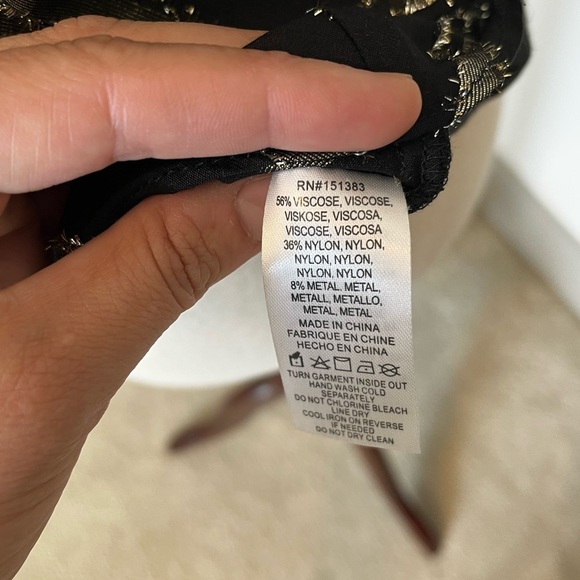 RN#151383
56% VISCOSE, VISCOSE,
VISKOSE, VISCOSA,
VISCOSE, VISCOSA
36% NYLON, NYLON,
NYLON, NYLON,
NYLON, NYLON
8% METAL. METAL,
METALL, METALLO,
METAL, METAL
MADE IN CHINA
FABRIQUE EN CHINE
HECHO EN CHINA
TURN GARMENT INSIDE OUT
HAND WASH COLD
SEPARATELY
DO NOT CHLORINE BLEACH
LINE DRY
COOL IRON ON REVERSE
IF NEEDED
DO NOT DRY CLEAN